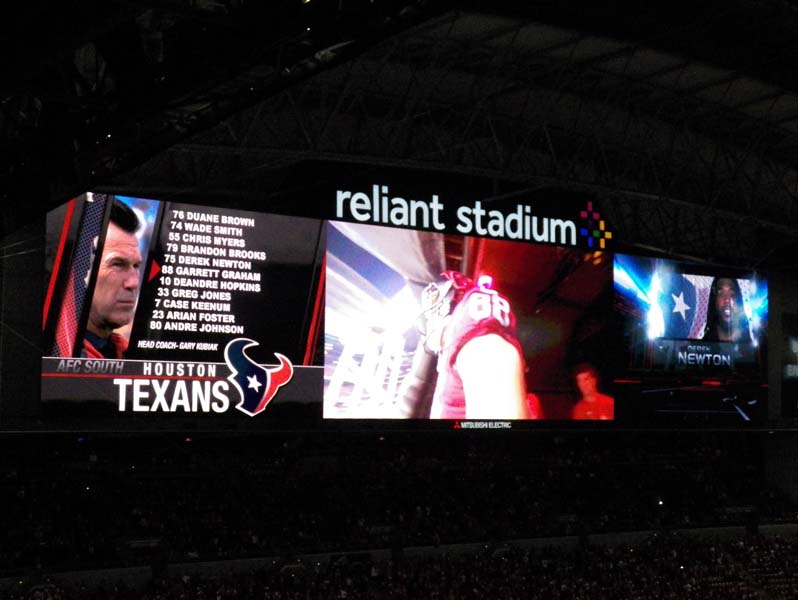 reliant stadium
76 DUANE BROWN
74 WADE SMITH
55 CHRIS MYERS
79 BRANDON BROOKS
75 DEREK NEWTON
88 GARRETT GRAHAM
10 DEANDRE HOPKINS
33 GREG JONES
7 CASE KEENUM
23 ARIAN FOSTER
80 ANDRE JOHNSON
HEAD COACH- GARY KUBIAK
AFC SOUTH HOUSTON
TEXANS
88
DEREK
NEWTON
MITSUBISHI ELECTRIC